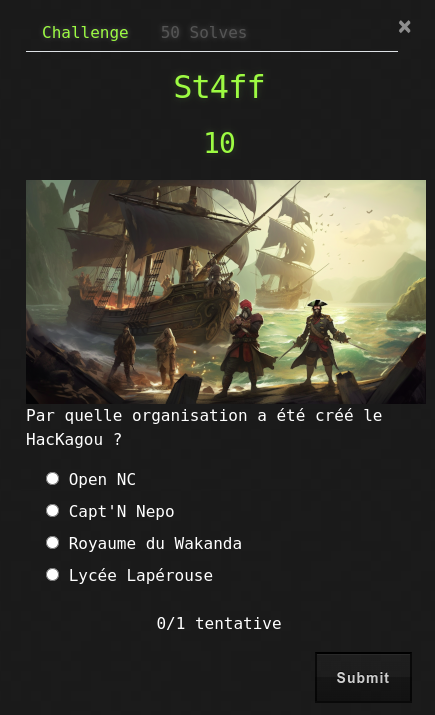 Challenge 50 Solves ×
St4ff
10
Par quelle organisation a été créé le
HacKagou ?
Open NC
Capt'N Nepo
Royaume du Wakanda
Lycée Lapérouse
0/1 tentative
Submit